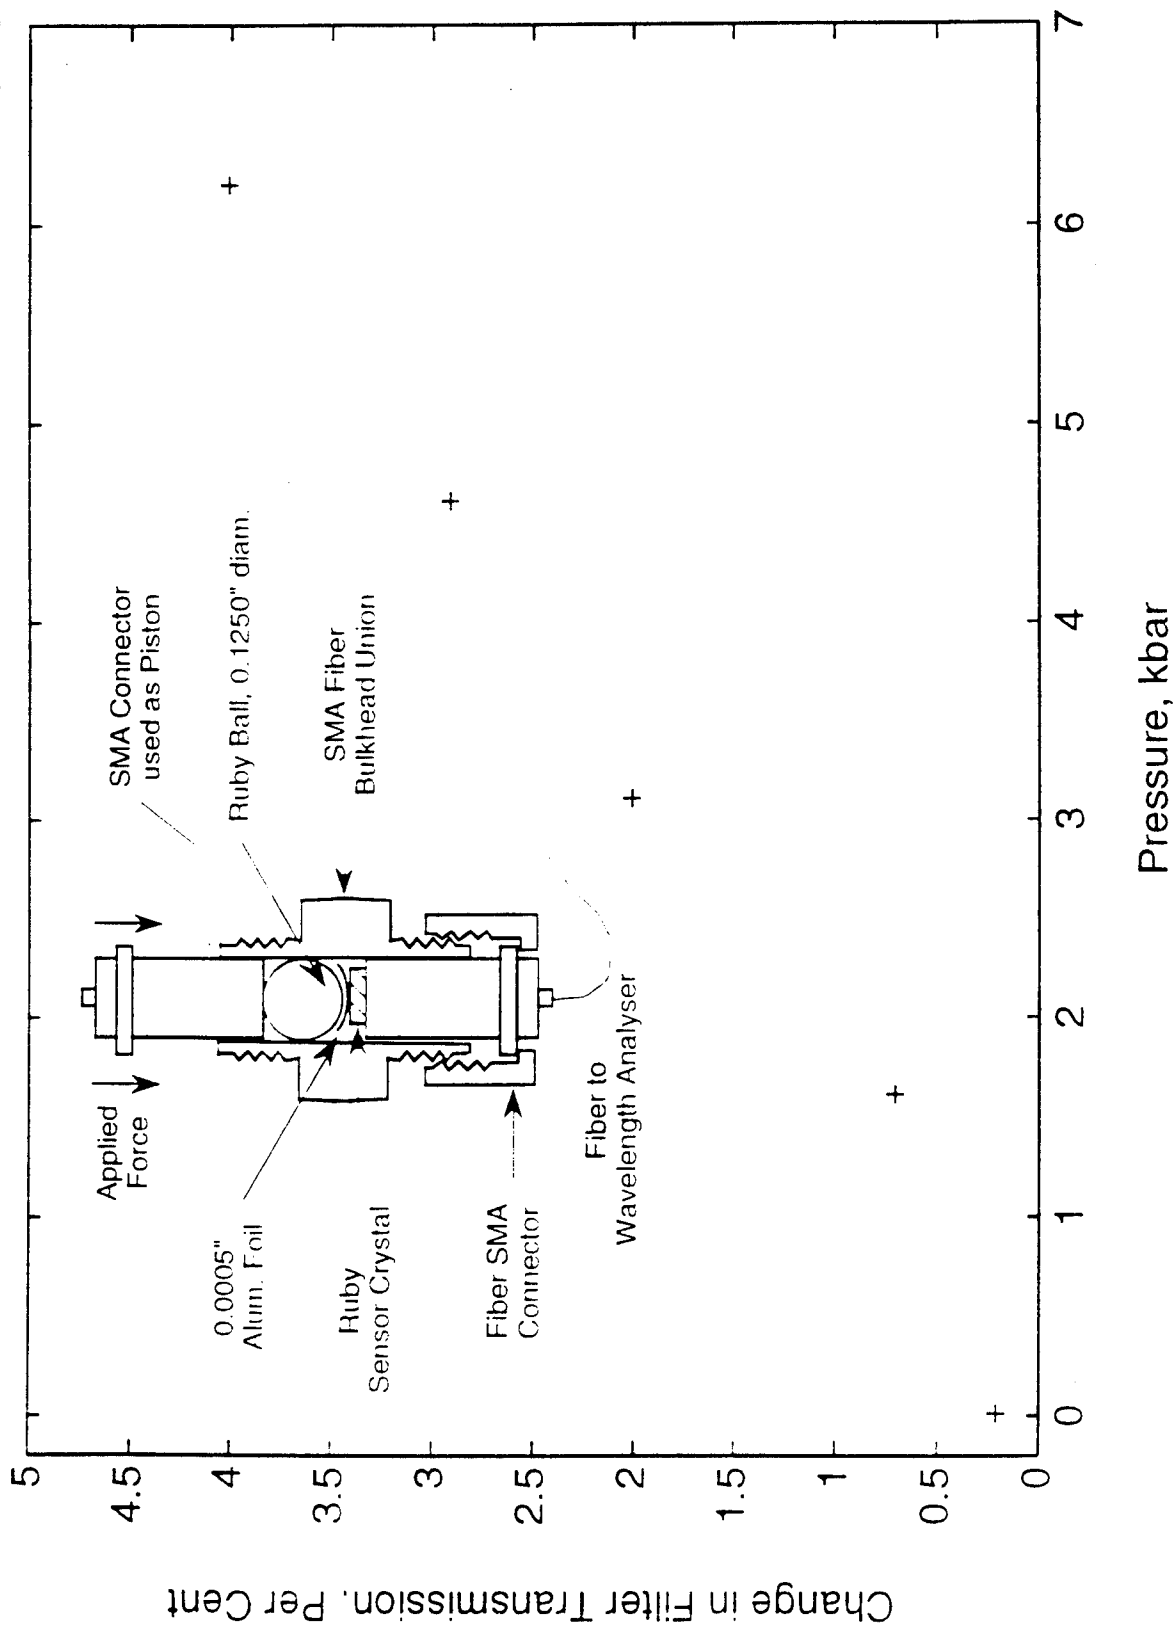 Change in Filter Transmission, Per Cent
5
4.5
4
3.5
3
2.5
2
1.5
1
0.5
0
Applied
Force
SMA Connector
used as Piston
0.0005"
Alum. Foil
Ruby Ball, 0.1250" diam.
Ruby
Sensor Crystal
SMA Fiber
Bulkhead Union
Fiber SMA
Connector
Fiber to
Wavelength Analyser
0
1
2
3
4
5
6
7
Pressure, kbar